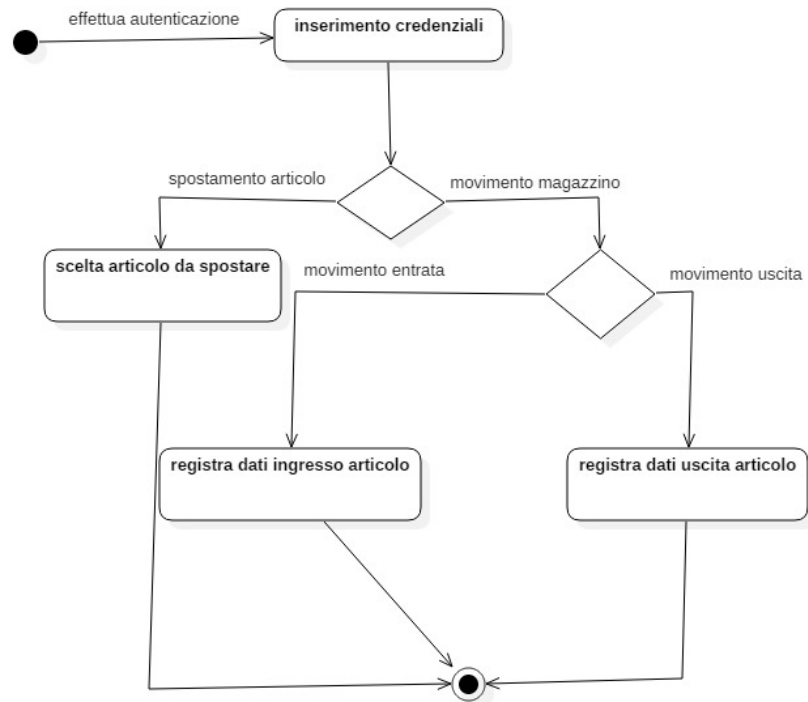 effettua autenticazione
inserimento credenziali
spostamento articolo
movimento magazzino
scelta articolo da spostare
movimento entrata
movimento uscita
registra dati ingresso articolo
registra dati uscita articolo